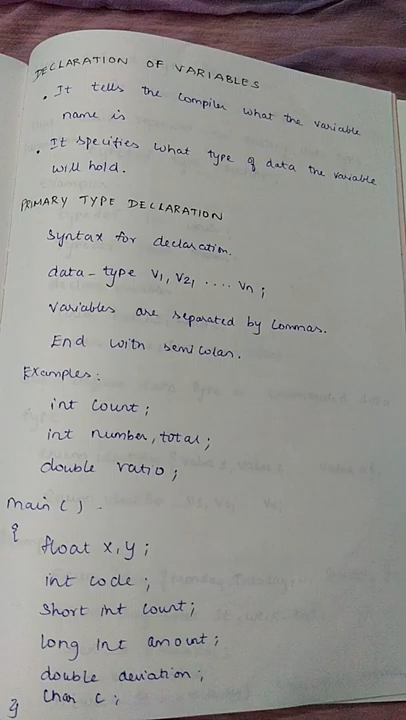 DECLARATION OF VARIABLES
• It tells the compiler what the variable
name is
• It specifies what type of data the variable
will hold.
PRIMARY TYPE DECLARATION
Syntax for declaration.
data-type v1, v2, .... vn;
Variables are separated by commas.
End with semicolan.
Examples:
int count;
int number, total;
double ratio;
main().
{
float x, y;
int code;
Short int count;
long int amount;
double deviation;
char c;
}